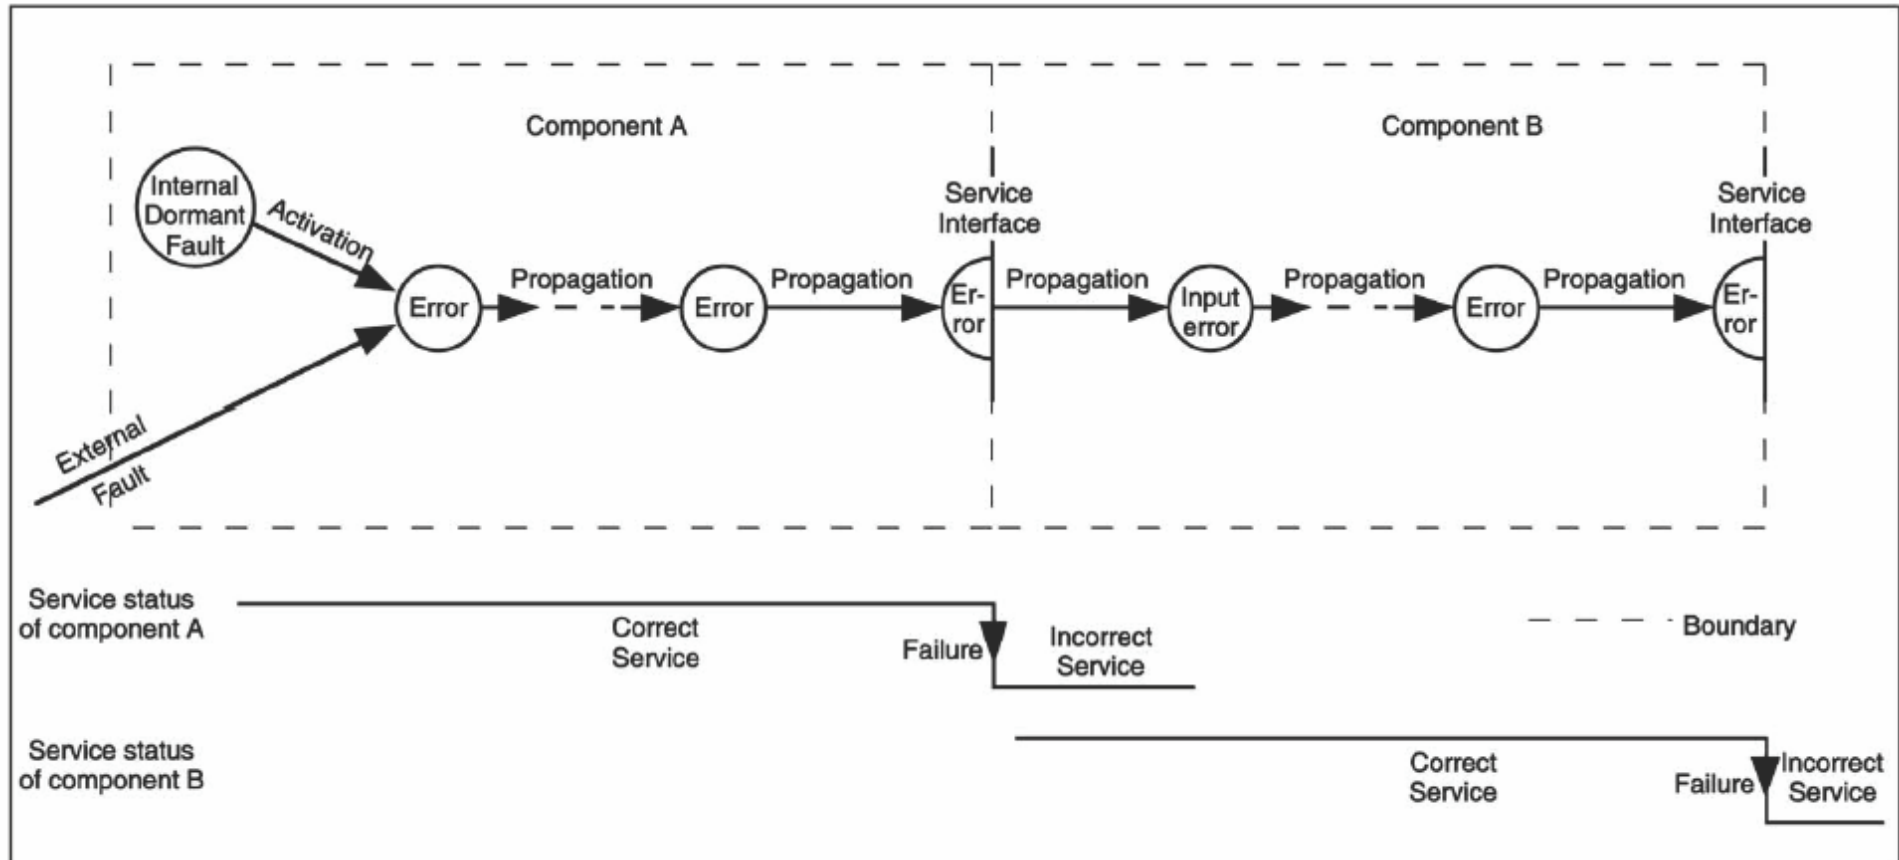 Component A
Component B
Internal
Dormant
Fault
Activation
Service
Interface
Service
Interface
Error
Propagation
Error
Propagation
Er-
ror
Propagation
Input
error
Propagation
Error
Propagation
Er-
ror
External
Fault
Service status
of component A
Correct
Service
Failure
Incorrect
Service
Boundary
Service status
of component B
Correct
Service
Failure
Incorrect
Service